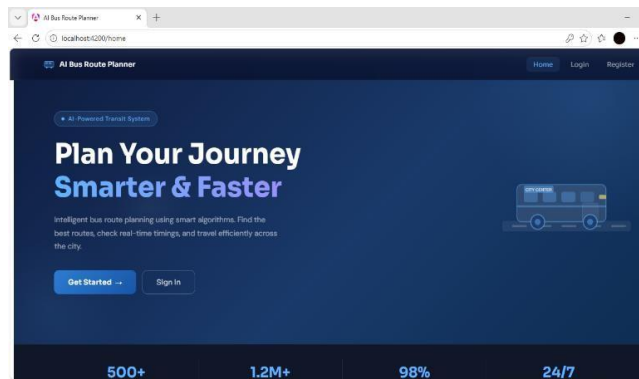 AI Bus Route Planner
localhost:4200/home
AI Bus Route Planner
Home Login Register
AI-Powered Transit System
Plan Your Journey
Smarter & Faster
CITY CENTER
Intelligent bus route planning using smart algorithms. Find the
best routes, check real-time timings, and travel efficiently across
the city.
Get Started →
Sign In
500+ 1.2M+ 98% 24/7